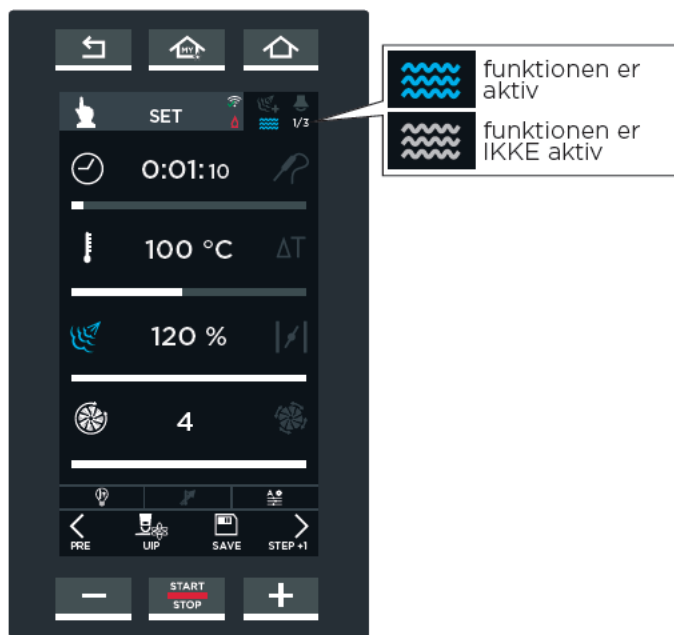 MY
SET
1/3
0:01:10
100 °C
ΔT
120 %
4
A
PRE
UIP
SAVE
STEP +1
START
STOP
funktionen er
aktiv
funktionen er
IKKE aktiv